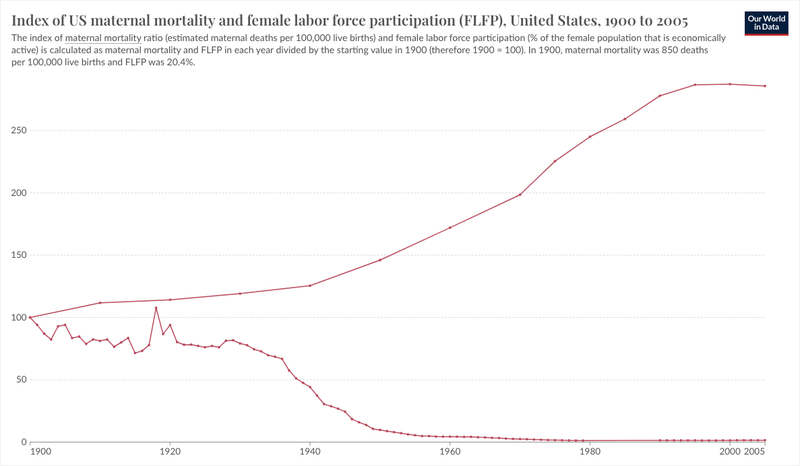 Index of US maternal mortality and female labor force participation (FLFP), United States, 1900 to 2005
Our World
in Data
The index of maternal mortality ratio (estimated maternal deaths per 100,000 live births) and female labor force participation (% of the female population that is economically
active) is calculated as maternal mortality and FLFP in each year divided by the starting value in 1900 (therefore 1900 = 100). In 1900, maternal mortality was 850 deaths
per 100,000 live births and FLFP was 20.4%.
250
200
150
100
50
0
1900 1920 1940 1960 1980 2000 2005